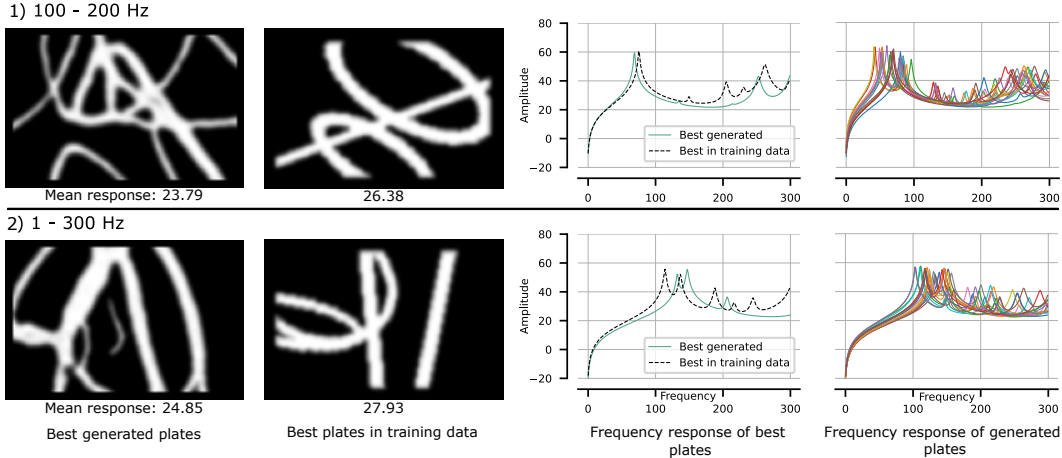 1) 100 - 200 Hz
Mean response: 23.79
26.38
Amplitude
80
60
40
20
0
−20
Best generated
Best in training data
0
100
200
300
80
60
40
20
0
−20
0
100
200
300
2) 1 - 300 Hz
Mean response: 24.85
27.93
Amplitude
80
60
40
20
0
−20
Best generated
Best in training data
Frequency
0
100
200
300
80
60
40
20
0
−20
Frequency
0
100
200
300
Best generated plates
Best plates in training data
Frequency response of best
plates
Frequency response of generated
plates